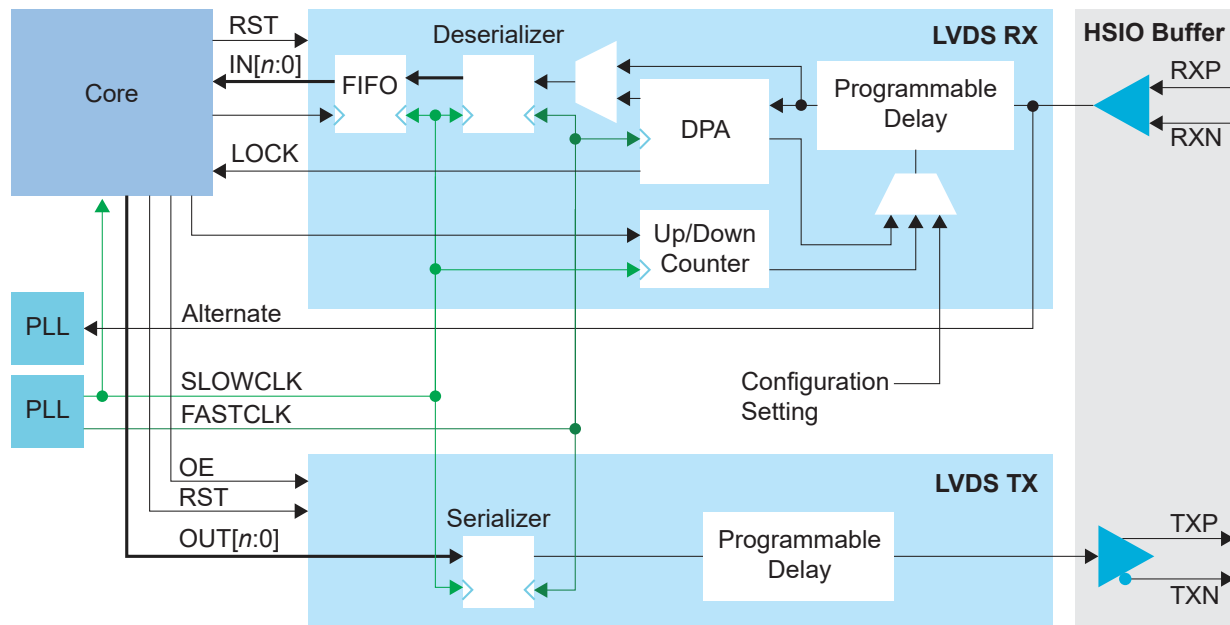 RST
Deserializer
LVDS RX
HSIO Buffer
IN[n:0]
FIFO
Core
Programmable
Delay
RXP
DPA
RXN
LOCK
Up/Down
Counter
Alternate
PLL
SLOWCLK
PLL
FASTCLK
Configuration
Setting
OE
LVDS TX
RST
Serializer
OUT[n:0]
Programmable
Delay
TXP
TXN